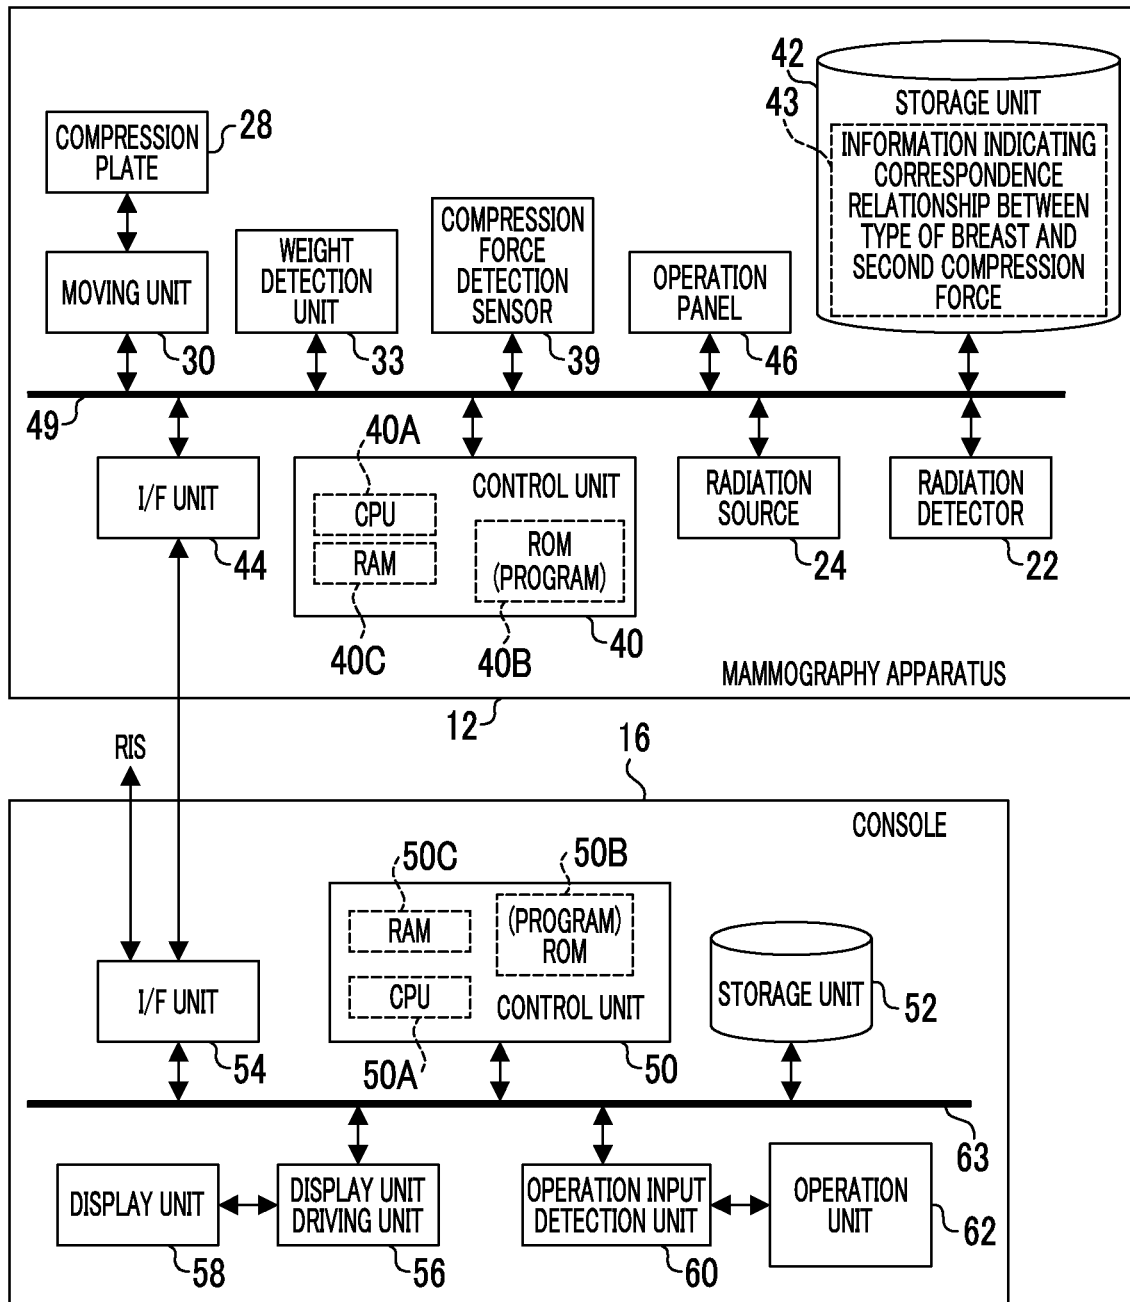 42
STORAGE UNIT
43
INFORMATION INDICATING
CORRESPONDENCE
RELATIONSHIP BETWEEN
TYPE OF BREAST AND
SECOND COMPRESSION
FORCE
COMPRESSION
PLATE
28
MOVING UNIT
30
WEIGHT
DETECTION
UNIT
33
COMPRESSION
FORCE
DETECTION
SENSOR
39
OPERATION
PANEL
46
49
I/F UNIT
44
40A
CONTROL UNIT
CPU
RAM
ROM
(PROGRAM)
40C
40B
40
RADIATION
SOURCE
24
RADIATION
DETECTOR
22
MAMMOGRAPHY APPARATUS
12
RIS
16
CONSOLE
I/F UNIT
54
50C
50B
RAM
(PROGRAM)
ROM
CPU
CONTROL UNIT
50A
50
STORAGE UNIT
52
63
DISPLAY UNIT
58
DISPLAY UNIT
DRIVING UNIT
56
OPERATION INPUT
DETECTION UNIT
60
OPERATION
UNIT
62